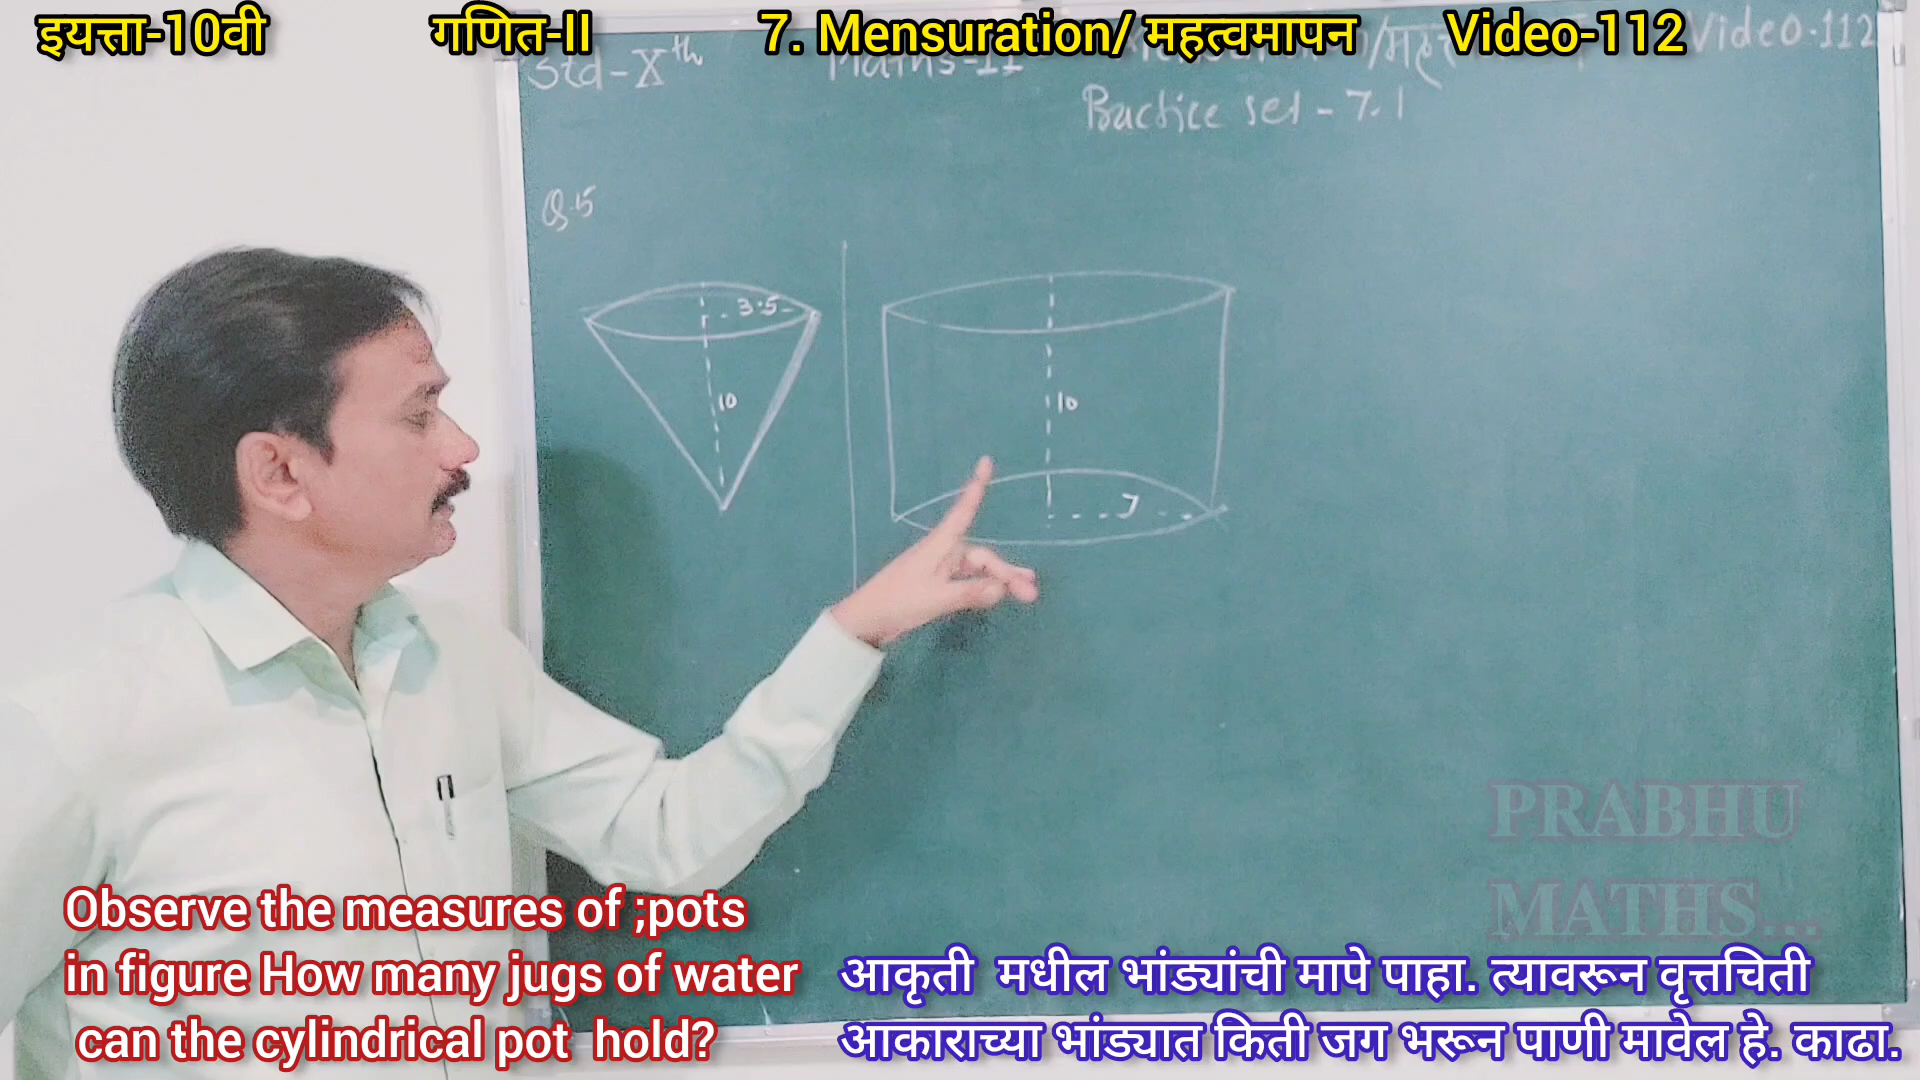 इयत्ता-10वी गणित-II 7. Mensuration/ महत्वमापन Video-112
Std-Xth Maths-II Video-112
Practice set - 7.1
Q.5
3.5
10
10
7
PRABHU
MATHS...
Observe the measures of ;pots
in figure How many jugs of water
can the cylindrical pot hold?
आकृती मधील भांड्यांची मापे पाहा. त्यावरून वृत्तचिती
आकाराच्या भांड्यात किती जग भरून पाणी मावेल हे. काढा.